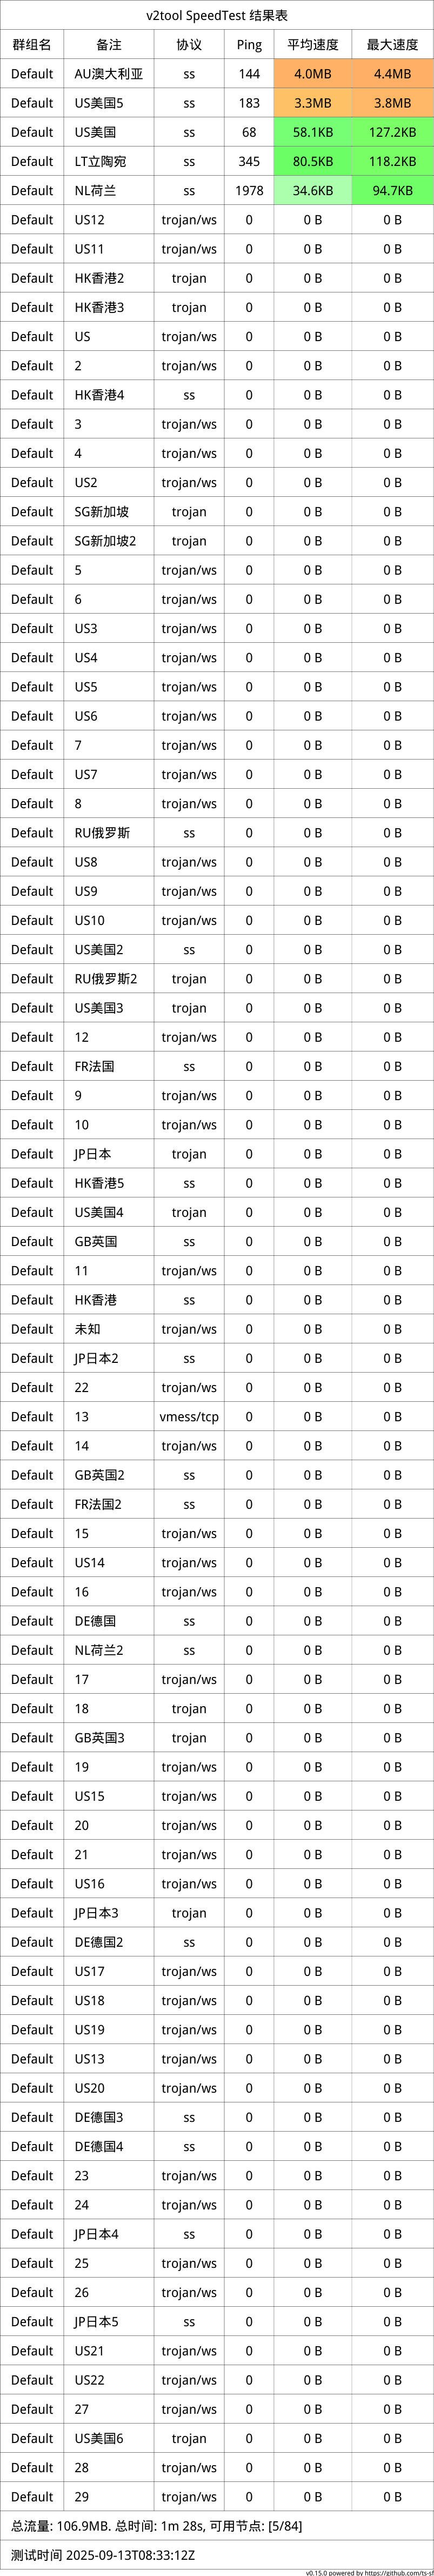 v2tool SpeedTest 结果表
群组名 备注 协议 Ping 平均速度 最大速度
Default AU澳大利亚 ss 144 4.0MB 4.4MB
Default US美国5 ss 183 3.3MB 3.8MB
Default US美国 ss 68 58.1KB 127.2KB
Default LT立陶宛 ss 345 80.5KB 118.2KB
Default NL荷兰 ss 1978 34.6KB 94.7KB
Default US12 trojan/ws 0 0 B 0 B
Default US11 trojan/ws 0 0 B 0 B
Default HK香港2 trojan 0 0 B 0 B
Default HK香港3 trojan 0 0 B 0 B
Default US trojan/ws 0 0 B 0 B
Default 2 trojan/ws 0 0 B 0 B
Default HK香港4 ss 0 0 B 0 B
Default 3 trojan/ws 0 0 B 0 B
Default 4 trojan/ws 0 0 B 0 B
Default US2 trojan/ws 0 0 B 0 B
Default SG新加坡 trojan 0 0 B 0 B
Default SG新加坡2 trojan 0 0 B 0 B
Default 5 trojan/ws 0 0 B 0 B
Default 6 trojan/ws 0 0 B 0 B
Default US3 trojan/ws 0 0 B 0 B
Default US4 trojan/ws 0 0 B 0 B
Default US5 trojan/ws 0 0 B 0 B
Default US6 trojan/ws 0 0 B 0 B
Default 7 trojan/ws 0 0 B 0 B
Default US7 trojan/ws 0 0 B 0 B
Default 8 trojan/ws 0 0 B 0 B
Default RU俄罗斯 ss 0 0 B 0 B
Default US8 trojan/ws 0 0 B 0 B
Default US9 trojan/ws 0 0 B 0 B
Default US10 trojan/ws 0 0 B 0 B
Default US美国2 ss 0 0 B 0 B
Default RU俄罗斯2 trojan 0 0 B 0 B
Default US美国3 trojan 0 0 B 0 B
Default 12 trojan/ws 0 0 B 0 B
Default FR法国 ss 0 0 B 0 B
Default 9 trojan/ws 0 0 B 0 B
Default 10 trojan/ws 0 0 B 0 B
Default JP日本 trojan 0 0 B 0 B
Default HK香港5 ss 0 0 B 0 B
Default US美国4 trojan 0 0 B 0 B
Default GB英国 ss 0 0 B 0 B
Default 11 trojan/ws 0 0 B 0 B
Default HK香港 ss 0 0 B 0 B
Default 未知 trojan/ws 0 0 B 0 B
Default JP日本2 ss 0 0 B 0 B
Default 22 trojan/ws 0 0 B 0 B
Default 13 vmess/tcp 0 0 B 0 B
Default 14 trojan/ws 0 0 B 0 B
Default GB英国2 ss 0 0 B 0 B
Default FR法国2 ss 0 0 B 0 B
Default 15 trojan/ws 0 0 B 0 B
Default US14 trojan/ws 0 0 B 0 B
Default 16 trojan/ws 0 0 B 0 B
Default DE德国 ss 0 0 B 0 B
Default NL荷兰2 ss 0 0 B 0 B
Default 17 trojan/ws 0 0 B 0 B
Default 18 trojan 0 0 B 0 B
Default GB英国3 trojan 0 0 B 0 B
Default 19 trojan/ws 0 0 B 0 B
Default US15 trojan/ws 0 0 B 0 B
Default 20 trojan/ws 0 0 B 0 B
Default 21 trojan/ws 0 0 B 0 B
Default US16 trojan/ws 0 0 B 0 B
Default JP日本3 trojan 0 0 B 0 B
Default DE德国2 ss 0 0 B 0 B
Default US17 trojan/ws 0 0 B 0 B
Default US18 trojan/ws 0 0 B 0 B
Default US19 trojan/ws 0 0 B 0 B
Default US13 trojan/ws 0 0 B 0 B
Default US20 trojan/ws 0 0 B 0 B
Default DE德国3 ss 0 0 B 0 B
Default DE德国4 ss 0 0 B 0 B
Default 23 trojan/ws 0 0 B 0 B
Default 24 trojan/ws 0 0 B 0 B
Default JP日本4 ss 0 0 B 0 B
Default 25 trojan/ws 0 0 B 0 B
Default 26 trojan/ws 0 0 B 0 B
Default JP日本5 ss 0 0 B 0 B
Default US21 trojan/ws 0 0 B 0 B
Default US22 trojan/ws 0 0 B 0 B
Default 27 trojan/ws 0 0 B 0 B
Default US美国6 trojan 0 0 B 0 B
Default 28 trojan/ws 0 0 B 0 B
Default 29 trojan/ws 0 0 B 0 B
总流量: 106.9MB. 总时间: 1m 28s, 可用节点: [5/84]
测试时间 2025-09-13T08:33:12Z
v0.15.0 powered by https://github.com/ts-sf